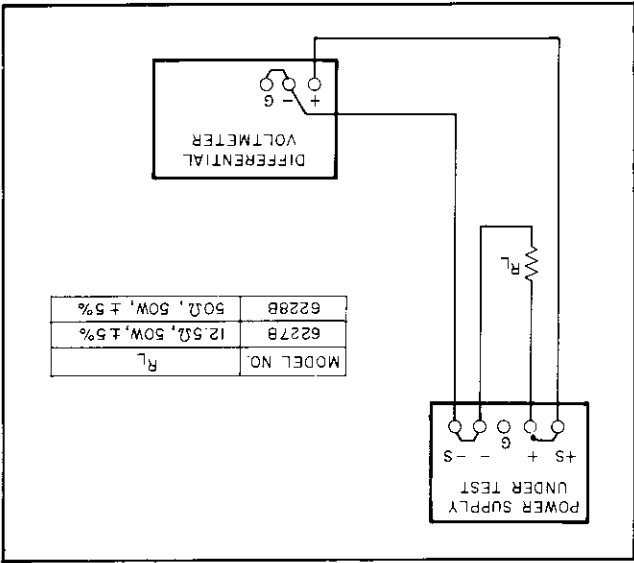 POWER SUPPLY
UNDER TEST
+S + G - -S
MODEL NO. RL
6227B 12.5Ω, 50W, ±5%
6228B 50Ω, 50W, ±5%
RL
DIFFERENTIAL
VOLTMETER
+ - G